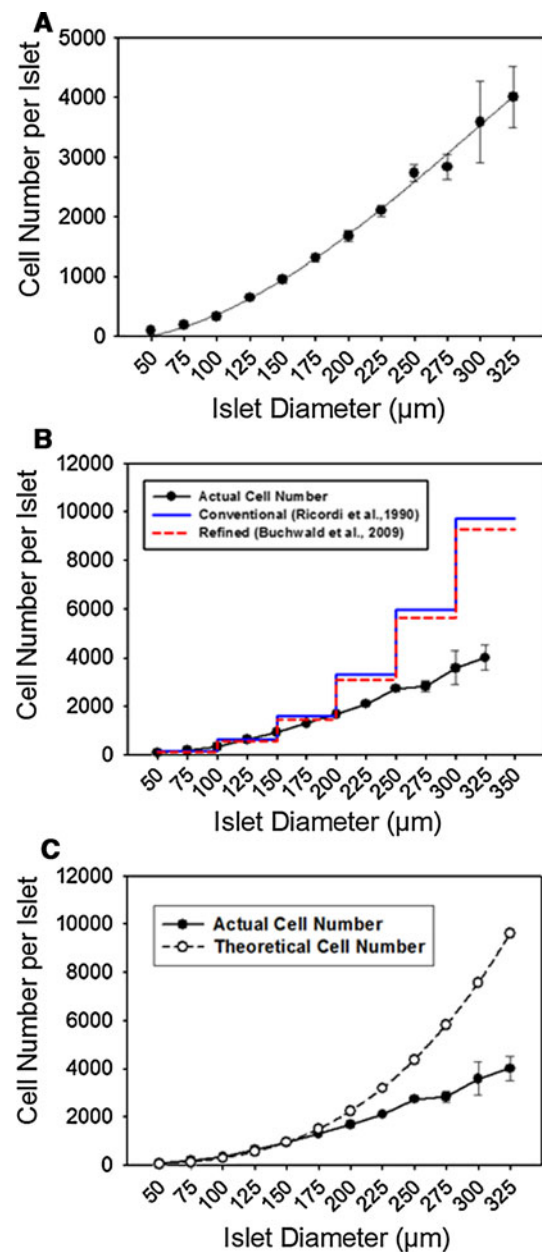 A
Cell Number per Islet
5000
4000
3000
2000
1000
0
50 75 100 125 150 175 200 225 250 275 300 325
Islet Diameter (µm)
B
Cell Number per Islet
12000
10000
8000
6000
4000
2000
0
Actual Cell Number
Conventional (Ricordi et al.,1990)
Refined (Buchwald et al., 2009)
50 75 100 125 150 175 200 225 250 275 300 325 350
Islet Diameter (µm)
C
Cell Number per Islet
12000
10000
8000
6000
4000
2000
0
Actual Cell Number
Theoretical Cell Number
50 75 100 125 150 175 200 225 250 275 300 325
Islet Diameter (µm)